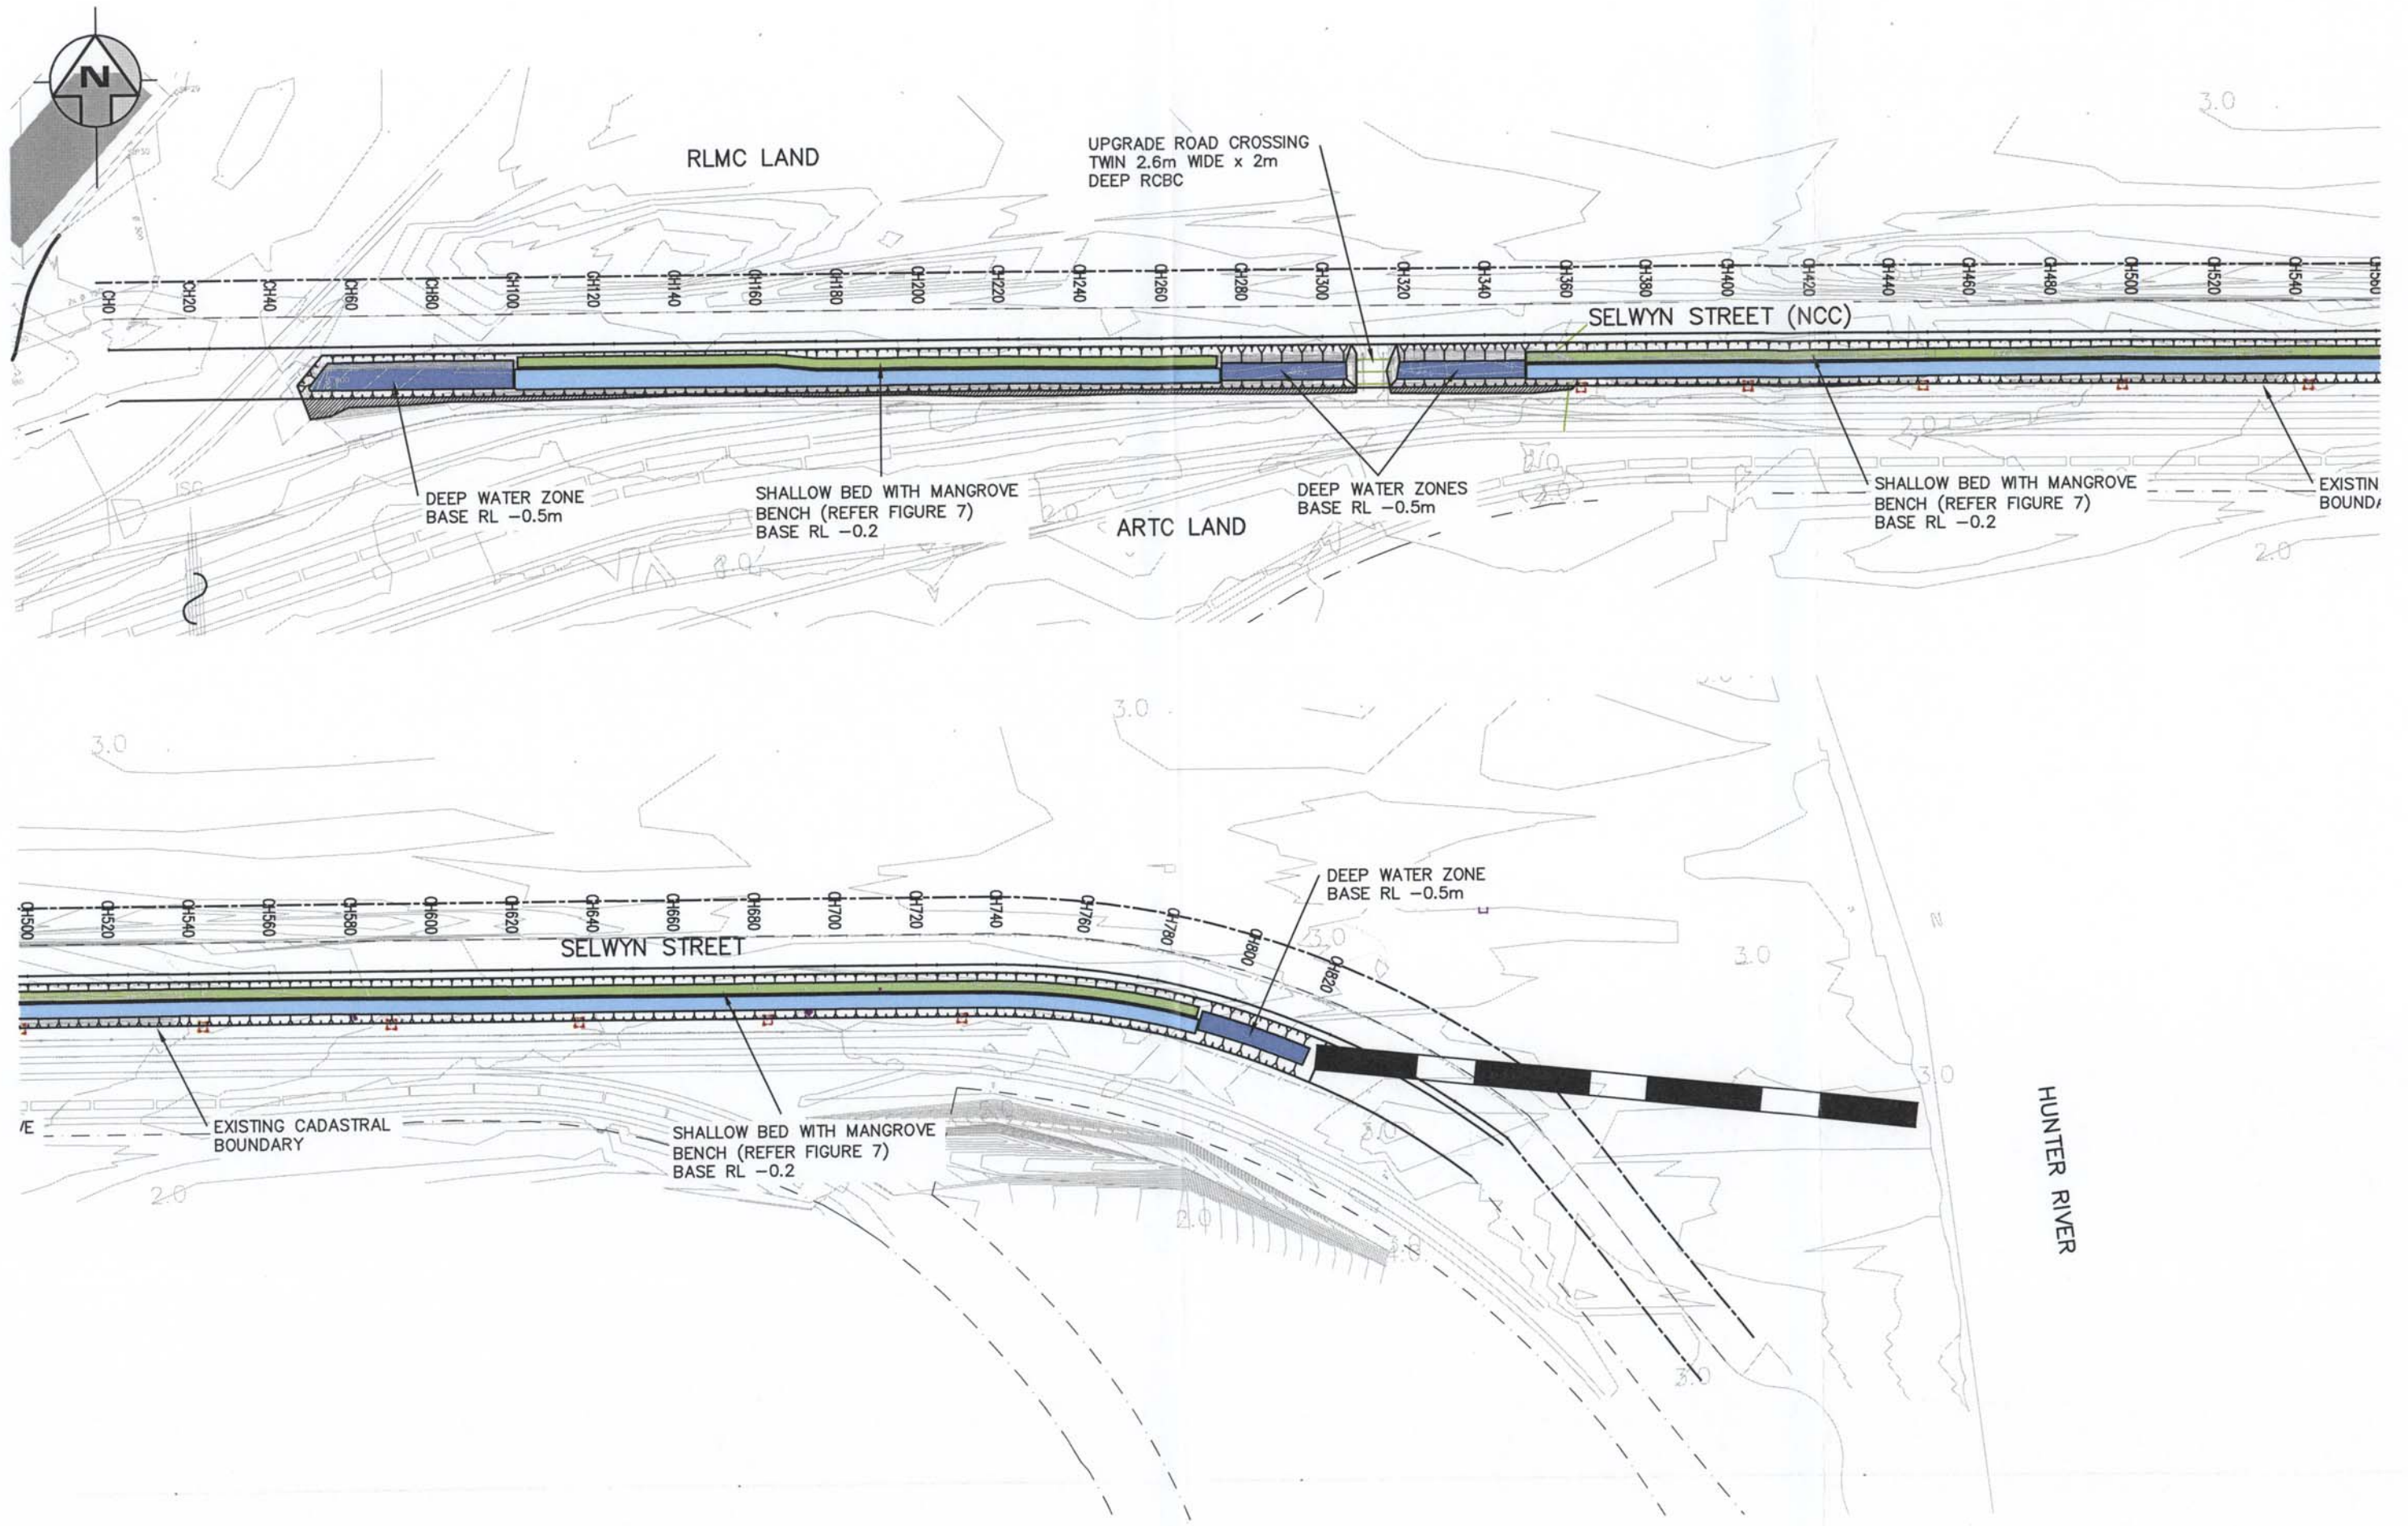 N
RLMC LAND
UPGRADE ROAD CROSSING
TWIN 2.6m WIDE x 2m
DEEP RCBC
3.0
CH0
CH20
CH40
CH60
CH80
CH100
CH120
CH140
CH160
CH180
CH200
CH220
CH240
CH260
CH280
CH300
CH320
CH340
CH360
CH380
CH400
CH420
CH440
CH460
CH480
CH500
CH520
CH540
CH560
SELWYN STREET (NCC)
DEEP WATER ZONE
BASE RL -0.5m
SHALLOW BED WITH MANGROVE
BENCH (REFER FIGURE 7)
BASE RL -0.2
ARTC LAND
DEEP WATER ZONES
BASE RL -0.5m
SHALLOW BED WITH MANGROVE
BENCH (REFER FIGURE 7)
BASE RL -0.2
EXISTIN
BOUND
2.0
2.0
2.0
3.0
3.0
3.0
DEEP WATER ZONE
BASE RL -0.5m
CH500
CH520
CH540
CH560
CH580
CH600
CH620
CH640
CH660
CH680
CH700
CH720
CH740
CH760
CH780
CH800
CH820
SELWYN STREET
3.0
3.0
3.0
VE
EXISTING CADASTRAL
BOUNDARY
SHALLOW BED WITH MANGROVE
BENCH (REFER FIGURE 7)
BASE RL -0.2
3.0
2.0
2.0
3.0
HUNTER RIVER